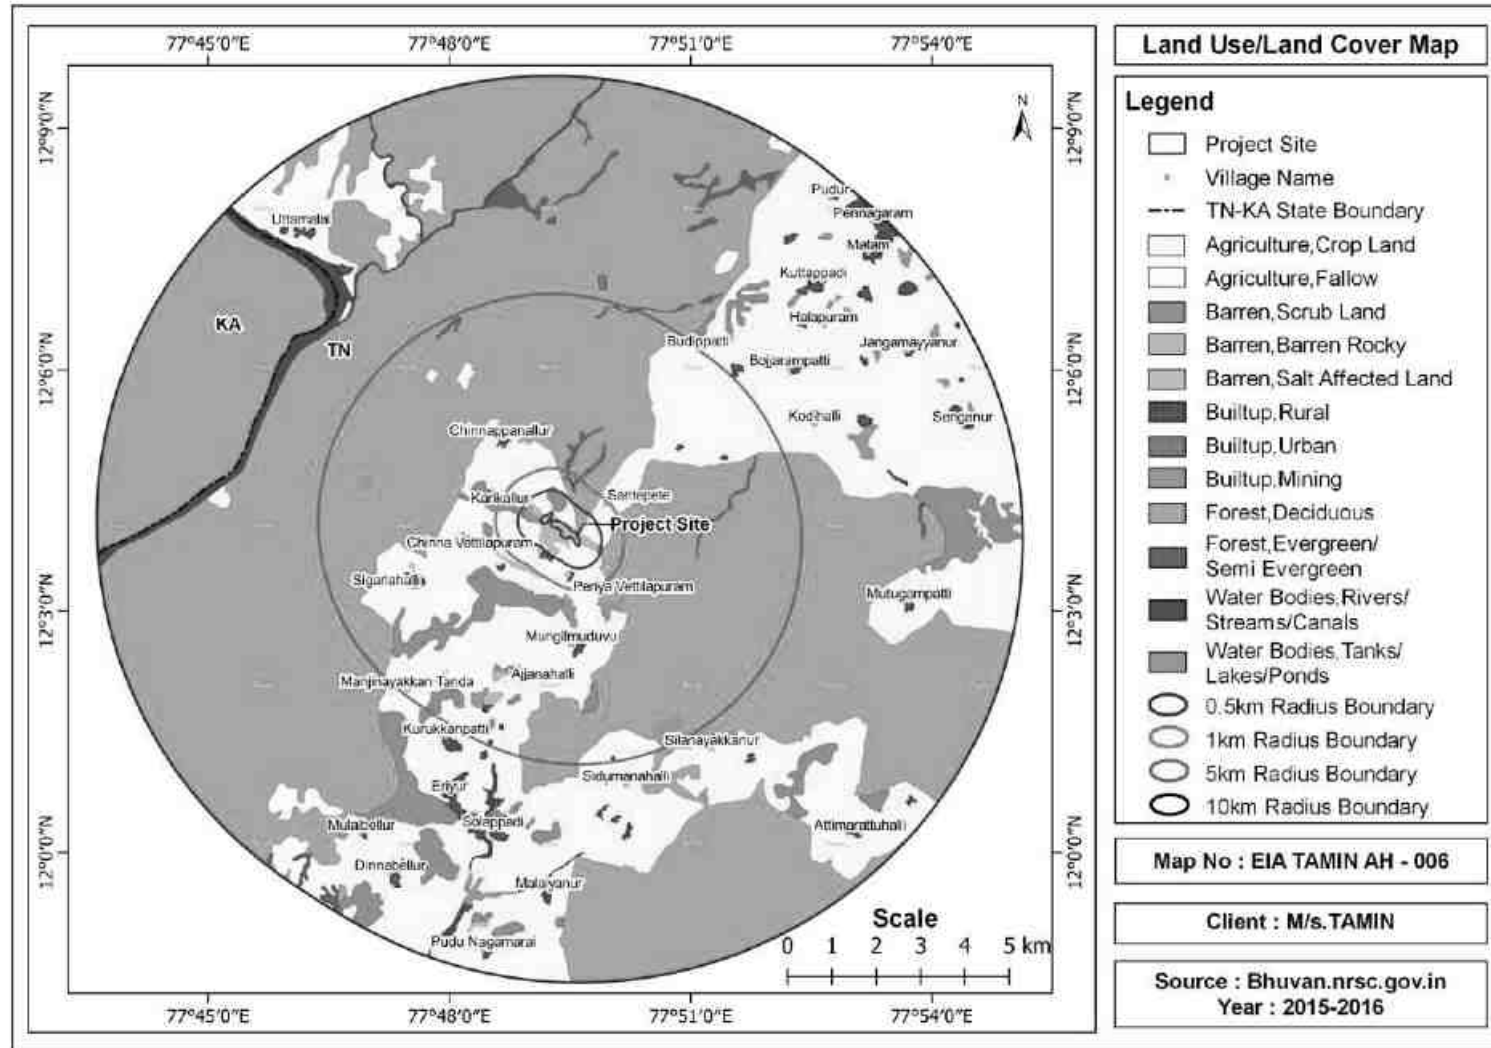 77°45'0"E 77°48'0"E 77°51'0"E 77°54'0"E
12°9'0"N
12°6'0"N
12°3'0"N
12°0'0"N
12°9'0"N
12°6'0"N
12°3'0"N
12°0'0"N
N
Uttamalai
KA
TN
Pudur
Pennagaram
Matam
Kuttappadi
Halapuram
Budippatti
Jangamayyanur
Bojjarampatti
Kodihalli
Senganur
Chinnappanallur
Karikallur
Santepete
Project Site
Chinna Vettilapuram
Siganahalli
Periya Vettilapuram
Mutugampatti
Mungilmuduvu
Ajjanahalli
Manjinayakkan Tanda
Kurukkanpatti
Silanayakkanur
Sidumanahalli
Eriyur
Mulabellur
Solappadi
Attimarattuhalli
Dinnabellur
Malaiyanur
Pudu Nagamarai
Scale
0 1 2 3 4 5 km
77°45'0"E 77°48'0"E 77°51'0"E 77°54'0"E
Land Use/Land Cover Map
Legend
Project Site
Village Name
TN-KA State Boundary
Agriculture,Crop Land
Agriculture,Fallow
Barren,Scrub Land
Barren,Barren Rocky
Barren,Salt Affected Land
Builtup,Rural
Builtup,Urban
Builtup,Mining
Forest,Deciduous
Forest,Evergreen/
Semi Evergreen
Water Bodies,Rivers/
Streams/Canals
Water Bodies,Tanks/
Lakes/Ponds
0.5km Radius Boundary
1km Radius Boundary
5km Radius Boundary
10km Radius Boundary
Map No : EIA TAMIN AH - 006
Client : M/s.TAMIN
Source : Bhuvan.nrsc.gov.in
Year : 2015-2016